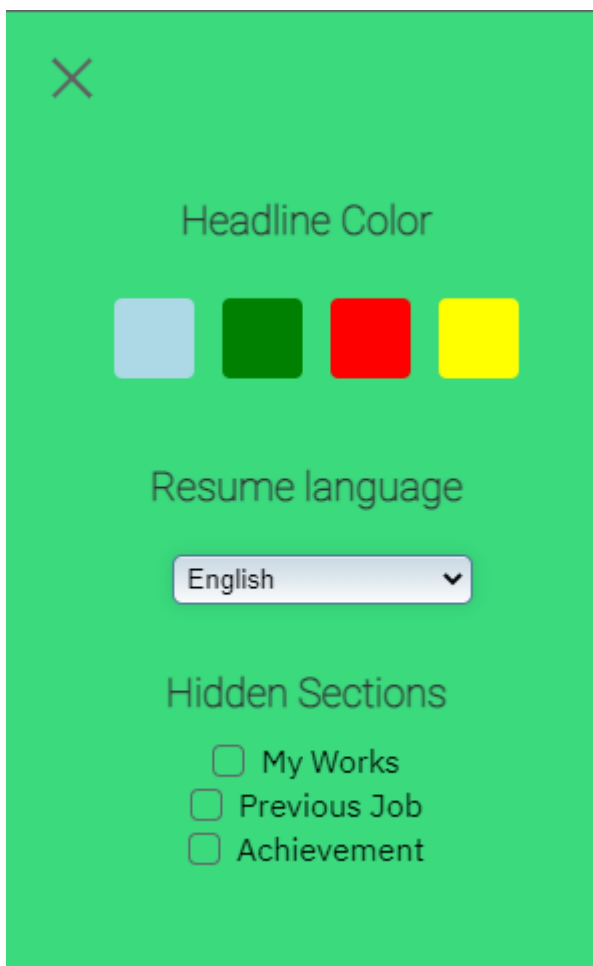 Headline Color
Resume language
English
Hidden Sections
My Works
Previous Job
Achievement